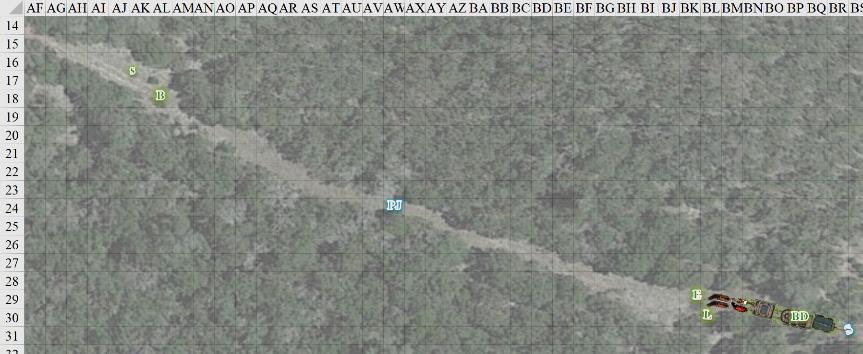 AF AG AH AI AJ AK AL AM AN AO AP AQ AR AS AT AU AV AW AX AY AZ BA BB BC BD BE BF BG BH BI BJ BK BL BM BN BO BP BQ BR BS
14
15
16
s
17
B
18
19
20
21
22
23
24
PJ
25
26
27
28
29
E
30
L
BD
31